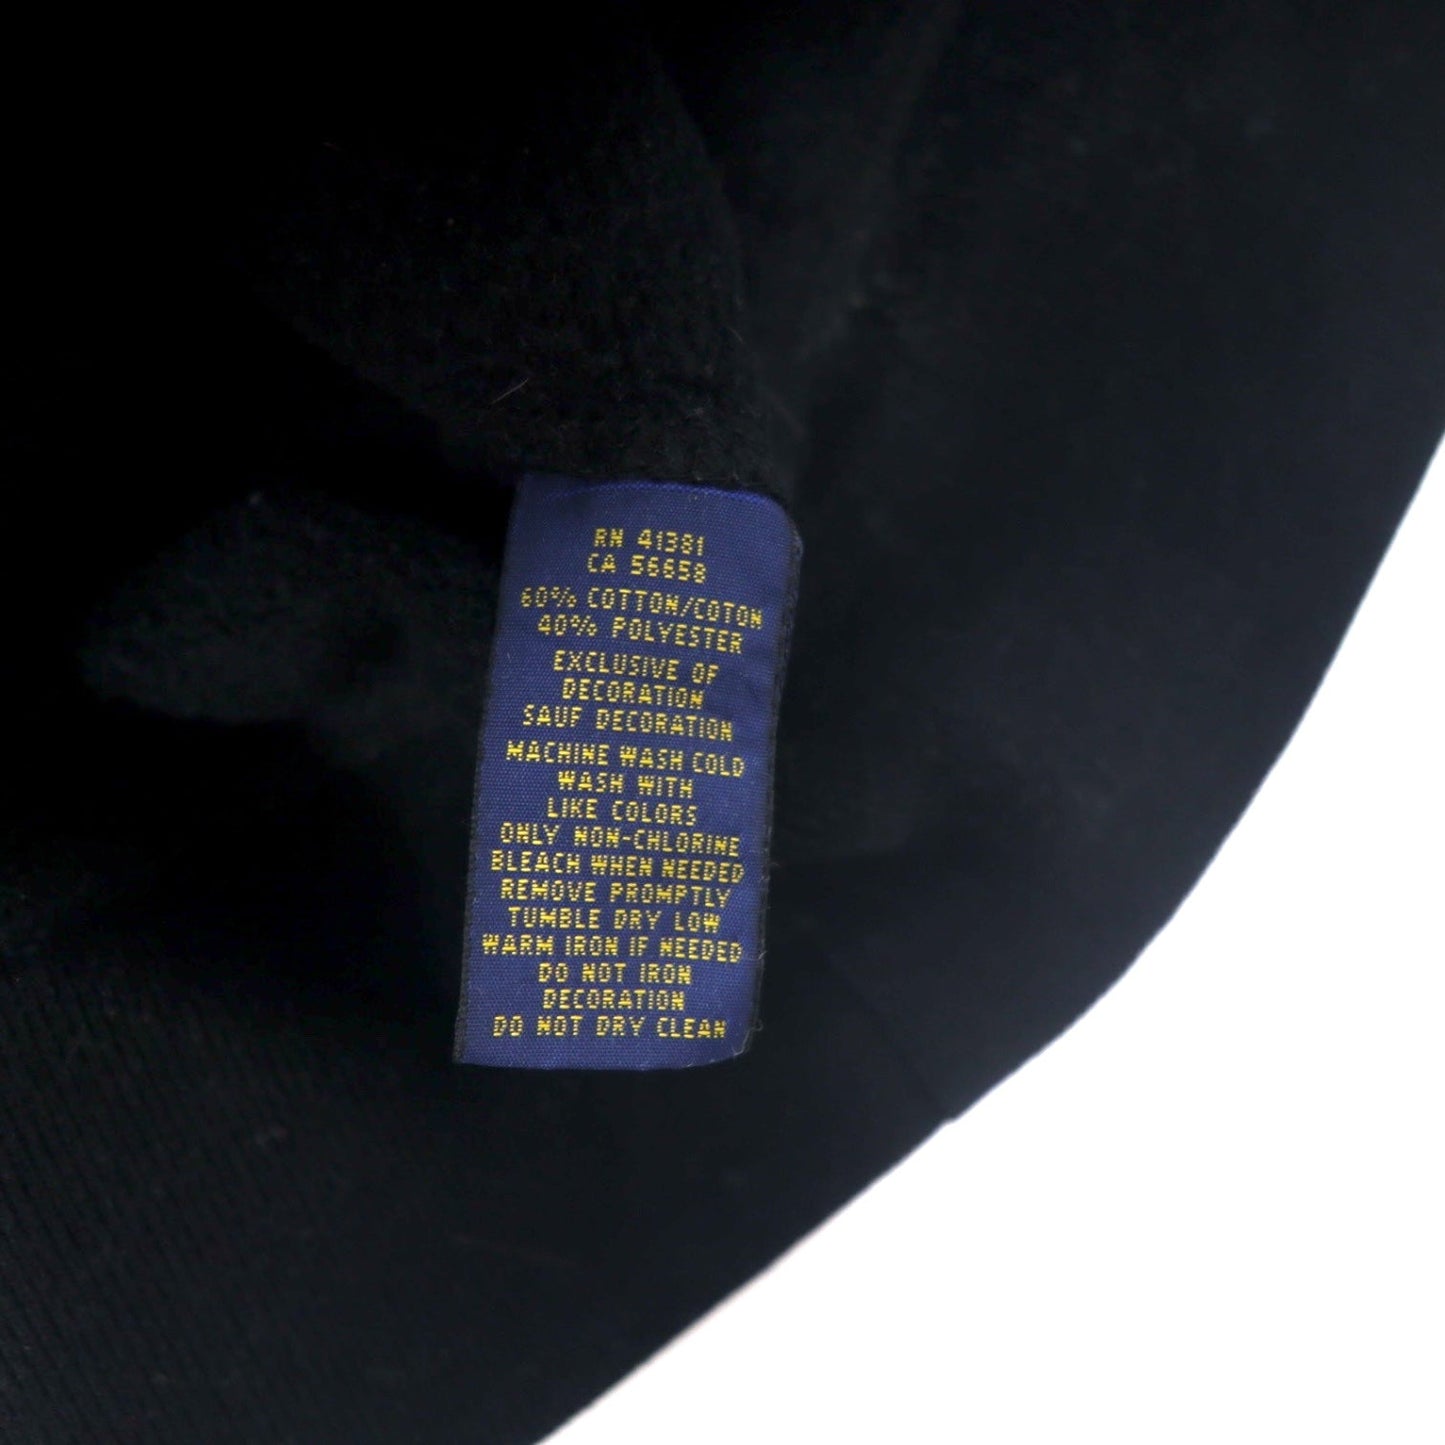 RN 41381
CA 56658
60% COTTON/COTON
40% POLYESTER
EXCLUSIVE OF
DECORATION
SAUF DECORATION
MACHINE WASH COLD
WASH WITH
LIKE COLORS
ONLY NON-CHLORINE
BLEACH WHEN NEEDED
REMOVE PROMPTLY
TUMBLE DRY LOW
WARM IRON IF NEEDED
DO NOT IRON
DECORATION
DO NOT DRY CLEAN